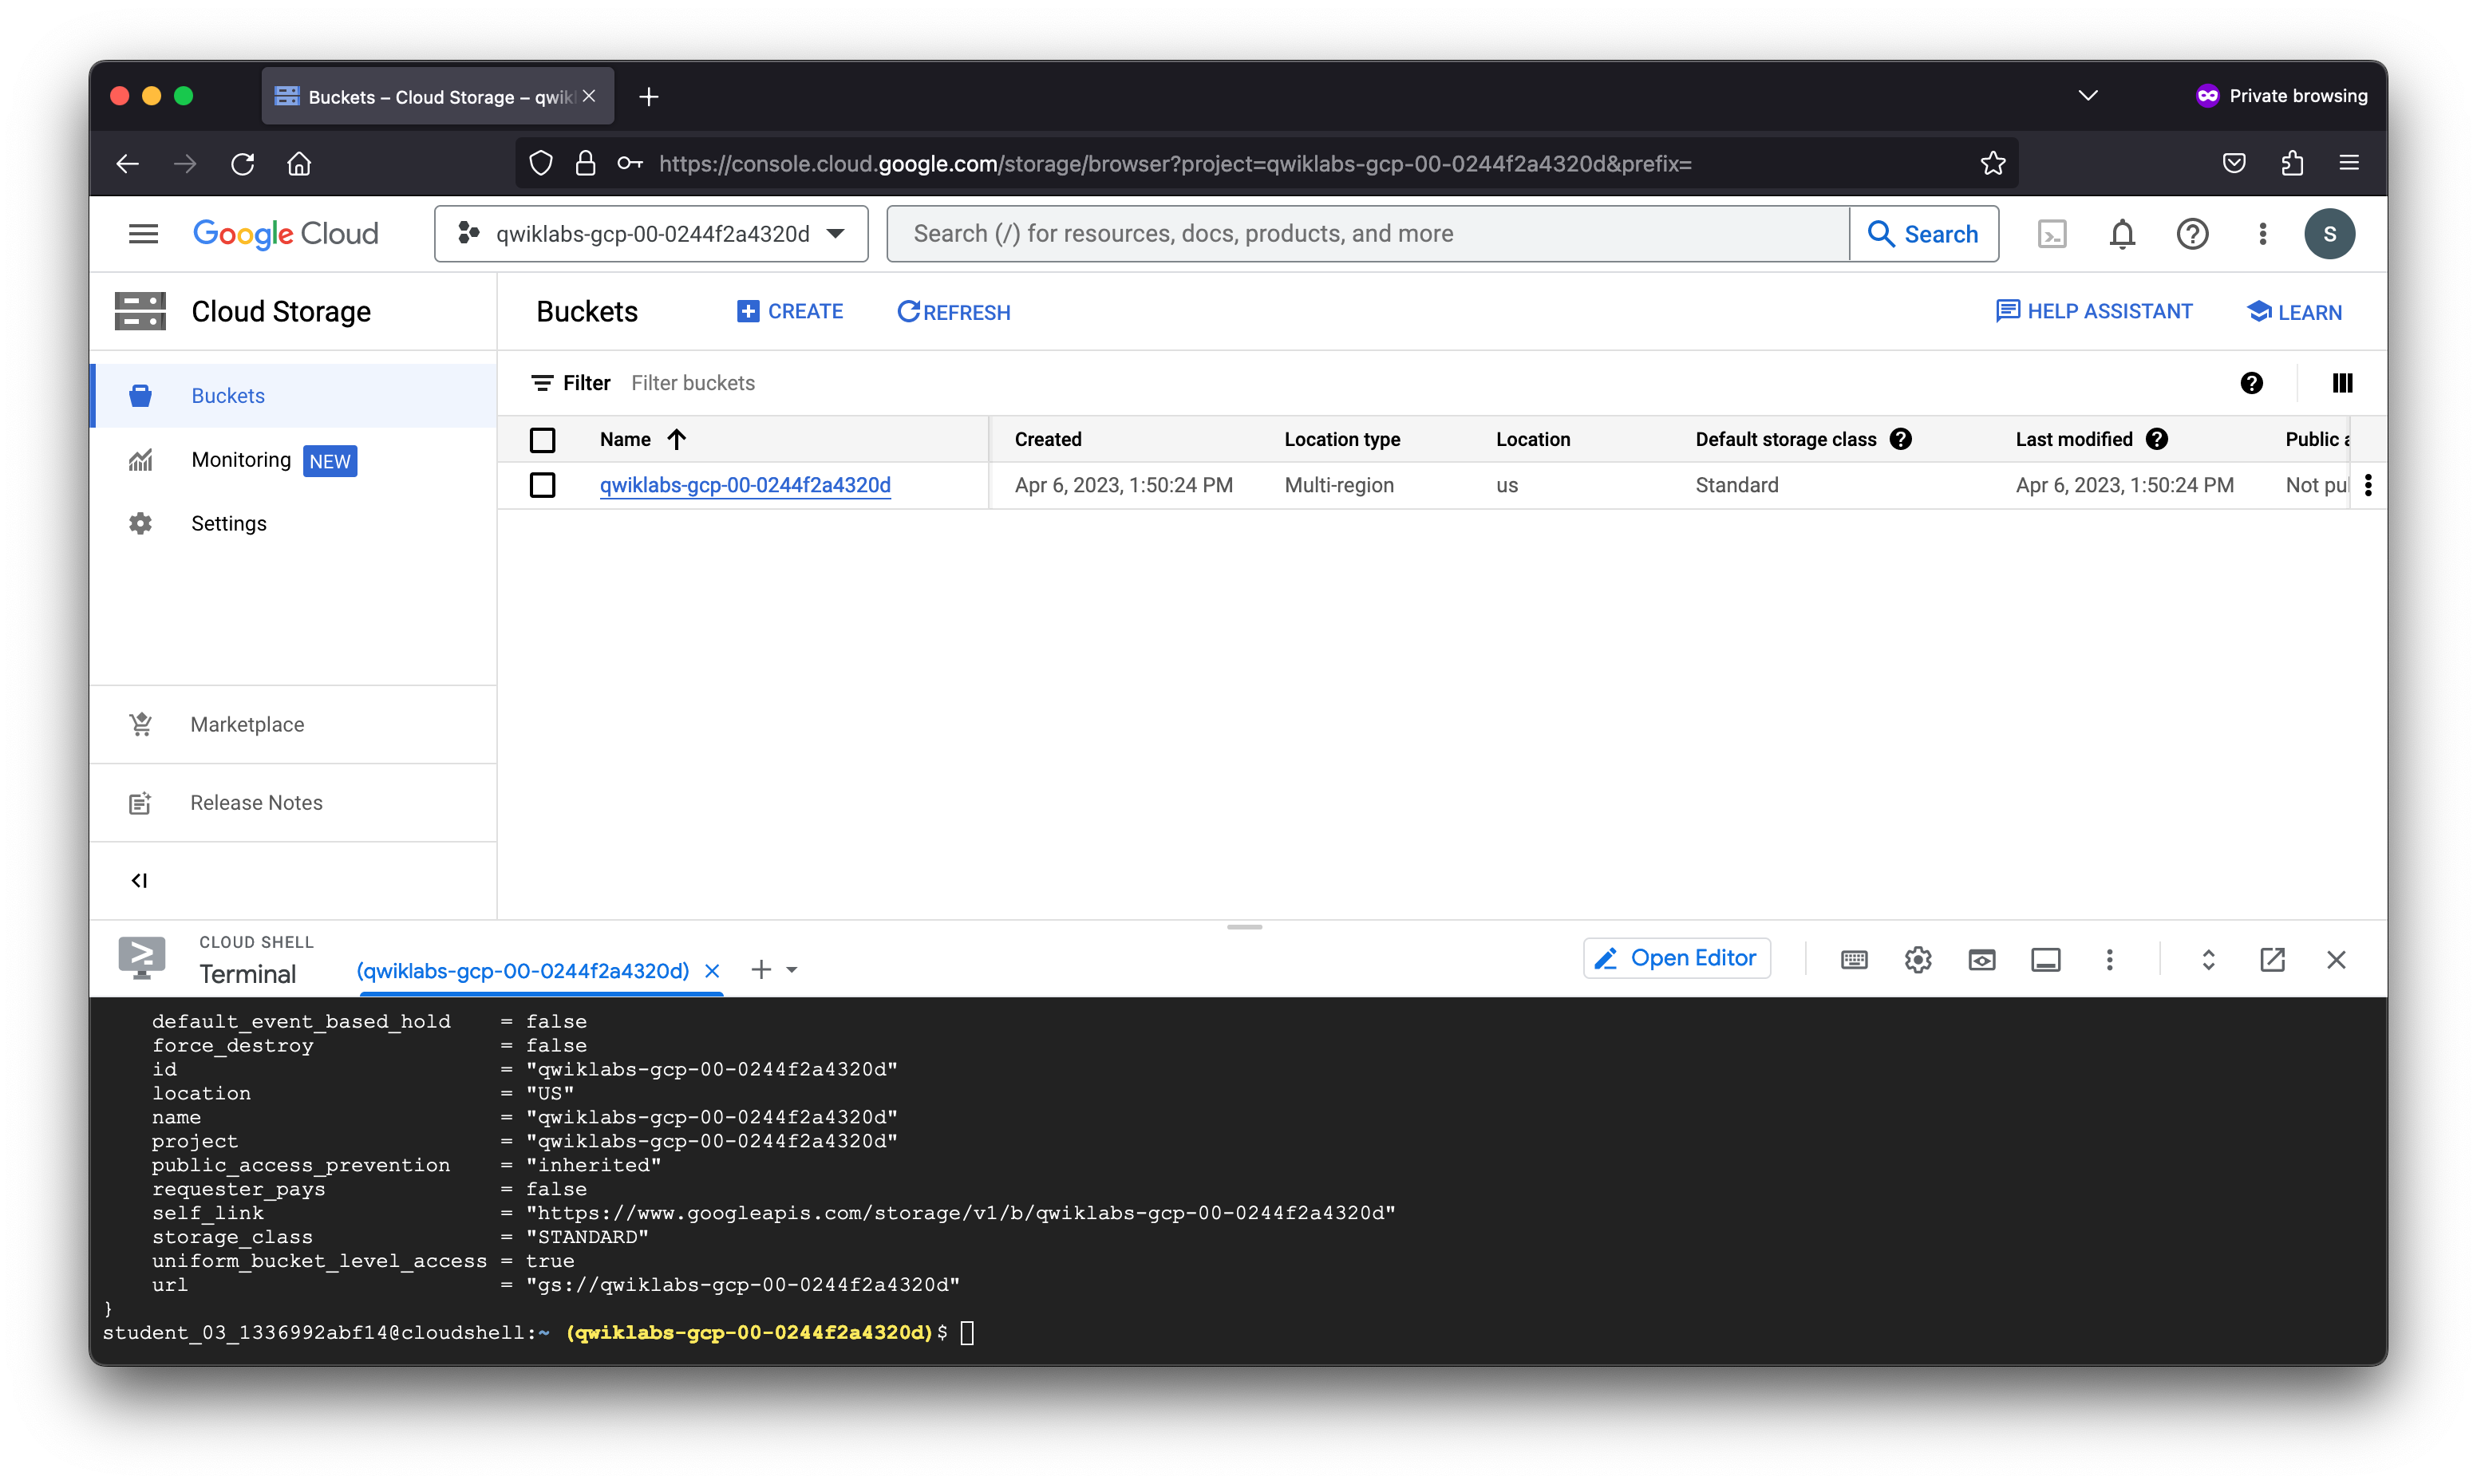 Buckets – Cloud Storage – qwik
Private browsing
https://console.cloud.google.com/storage/browser?project=qwiklabs-gcp-00-0244f2a4320d&prefix=
Google Cloud
qwiklabs-gcp-00-0244f2a4320d
Search (/) for resources, docs, products, and more
Search
S
Cloud Storage
Buckets
CREATE
REFRESH
HELP ASSISTANT
LEARN
Buckets
Monitoring NEW
Settings
Marketplace
Release Notes
Filter Filter buckets
Name Created Location type Location Default storage class Last modified Public a
qwiklabs-gcp-00-0244f2a4320d Apr 6, 2023, 1:50:24 PM Multi-region us Standard Apr 6, 2023, 1:50:24 PM Not pu
CLOUD SHELL
Terminal
(qwiklabs-gcp-00-0244f2a4320d)
Open Editor
default_event_based_hold = false
force_destroy = false
id = "qwiklabs-gcp-00-0244f2a4320d"
location = "US"
name = "qwiklabs-gcp-00-0244f2a4320d"
project = "qwiklabs-gcp-00-0244f2a4320d"
public_access_prevention = "inherited"
requester_pays = false
self_link = "https://www.googleapis.com/storage/v1/b/qwiklabs-gcp-00-0244f2a4320d"
storage_class = "STANDARD"
uniform_bucket_level_access = true
url = "gs://qwiklabs-gcp-00-0244f2a4320d"
}
student_03_1336992abf14@cloudshell:~ (qwiklabs-gcp-00-0244f2a4320d)$